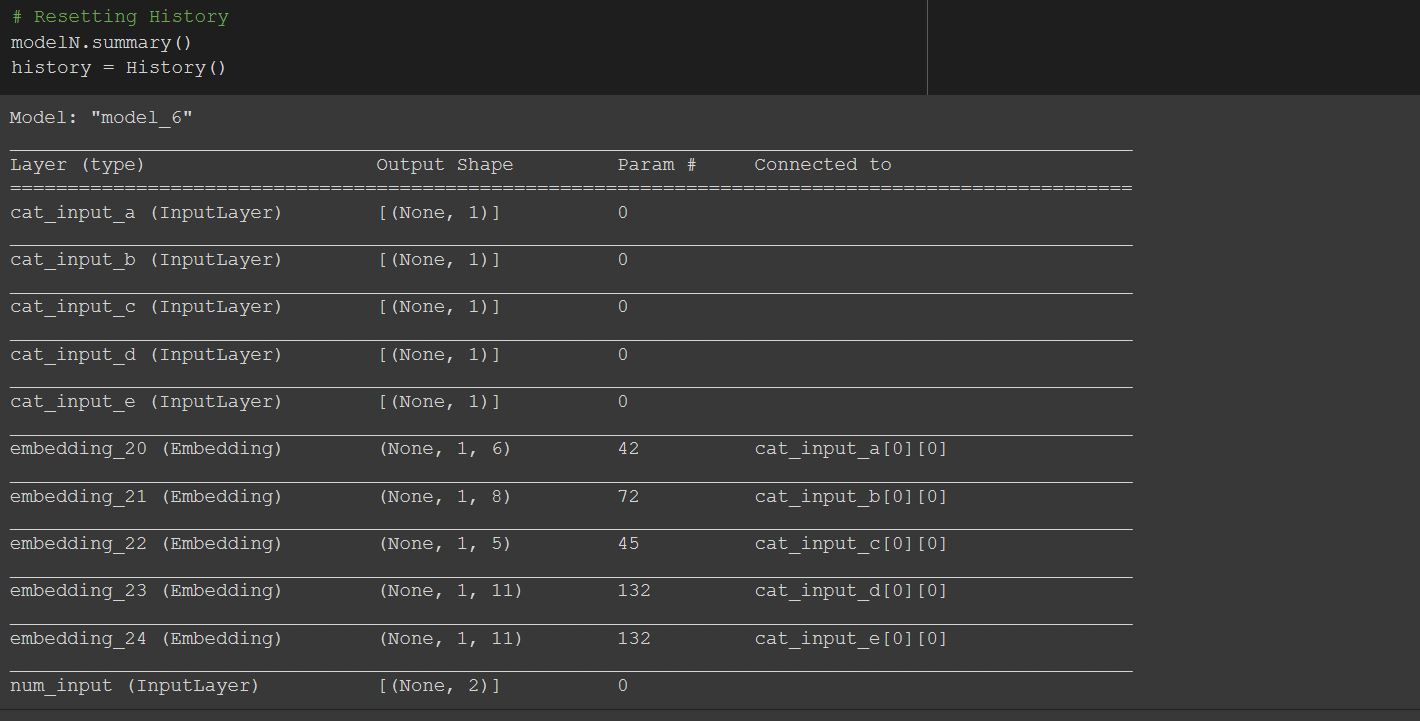 # Resetting History
modelN.summary()
history = History()
Model: "model_6"
Layer (type) Output Shape Param # Connected to
cat_input_a (InputLayer) [(None, 1)] 0
cat_input_b (InputLayer) [(None, 1)] 0
cat_input_c (InputLayer) [(None, 1)] 0
cat_input_d (InputLayer) [(None, 1)] 0
cat_input_e (InputLayer) [(None, 1)] 0
embedding_20 (Embedding) (None, 1, 6) 42 cat_input_a[0][0]
embedding_21 (Embedding) (None, 1, 8) 72 cat_input_b[0][0]
embedding_22 (Embedding) (None, 1, 5) 45 cat_input_c[0][0]
embedding_23 (Embedding) (None, 1, 11) 132 cat_input_d[0][0]
embedding_24 (Embedding) (None, 1, 11) 132 cat_input_e[0][0]
num_input (InputLayer) [(None, 2)] 0